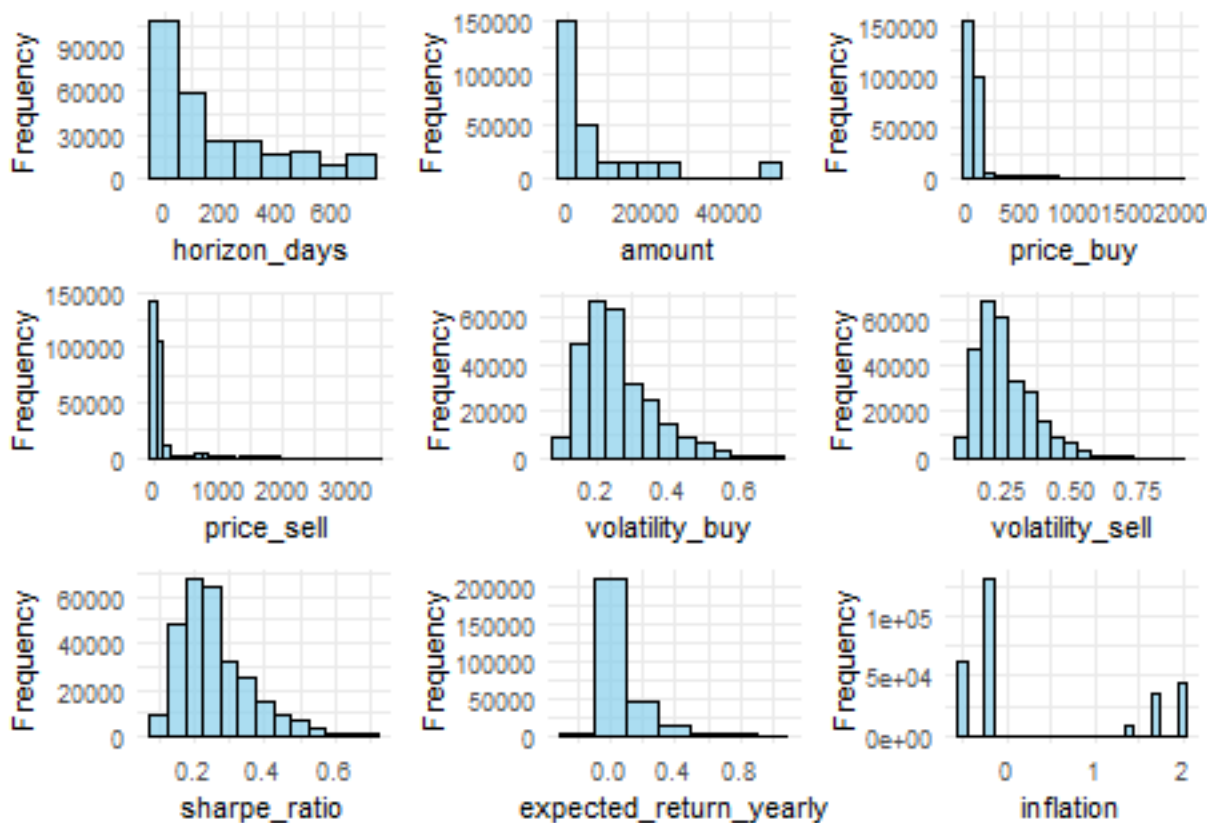 Frequency
90000
60000
30000
0
0 200 400 600
horizon_days
Frequency
150000
100000
50000
0
0 20000 40000
amount
Frequency
150000
100000
50000
0
0 500 1000 1500 2000
price_buy
Frequency
150000
100000
50000
0
0 1000 2000 3000
price_sell
Frequency
60000
40000
20000
0
0.2 0.4 0.6
volatility_buy
Frequency
60000
40000
20000
0
0.25 0.50 0.75
volatility_sell
Frequency
60000
40000
20000
0
0.2 0.4 0.6
sharpe_ratio
Frequency
200000
150000
100000
50000
0
0.0 0.4 0.8
expected_return_yearly
Frequency
1e+05
5e+04
0e+00
0 1 2
inflation